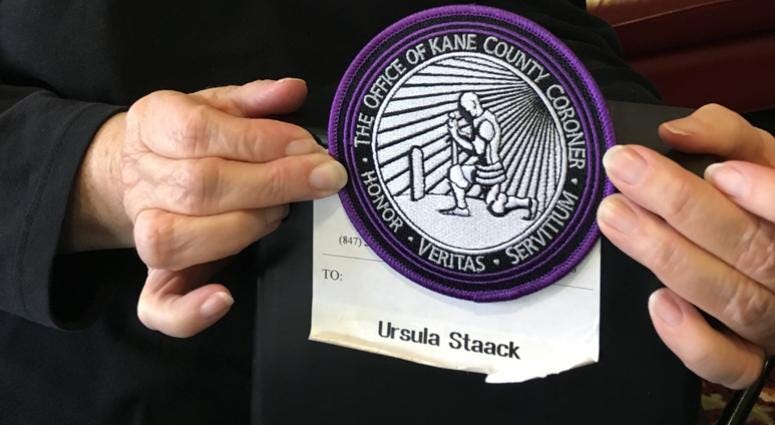 THE OFFICE OF KANE COUNTY CORONER
• HONOR • VERITAS • SERVITIUM •
(847)
TO:
Ursula Staack